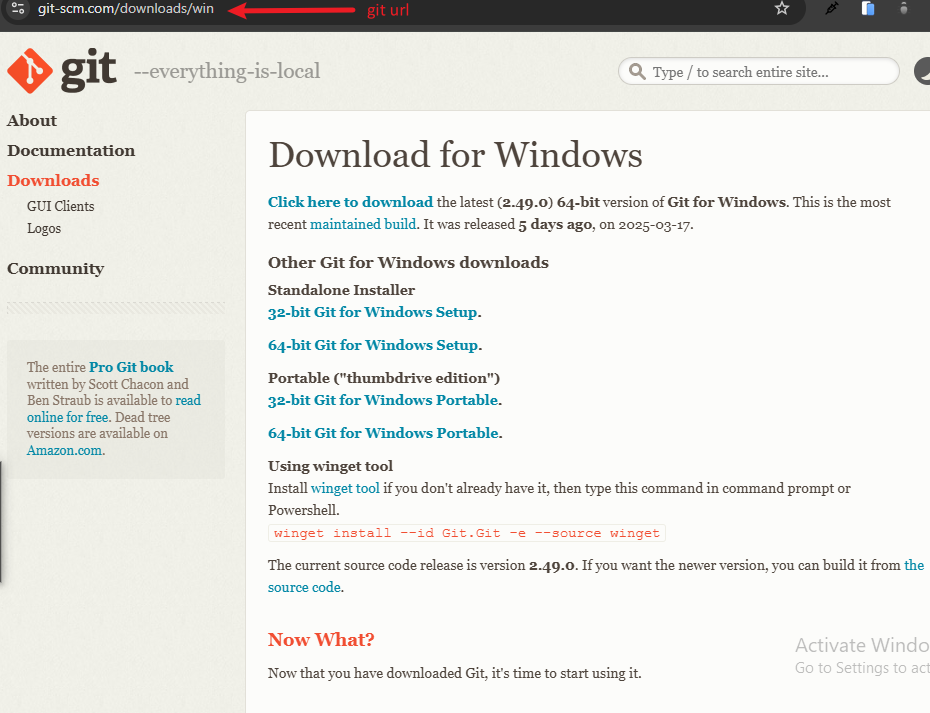 git-scm.com/downloads/win
git url
git --everything-is-local
Type / to search entire site...
About
Documentation
Downloads
GUI Clients
Logos
Community
The entire Pro Git book
written by Scott Chacon and
Ben Straub is available to read
online for free. Dead tree
versions are available on
Amazon.com.
Download for Windows
Click here to download the latest (2.49.0) 64-bit version of Git for Windows. This is the most
recent maintained build. It was released 5 days ago, on 2025-03-17.
Other Git for Windows downloads
Standalone Installer
32-bit Git for Windows Setup.
64-bit Git for Windows Setup.
Portable ("thumbdrive edition")
32-bit Git for Windows Portable.
64-bit Git for Windows Portable.
Using winget tool
Install winget tool if you don't already have it, then type this command in command prompt or
Powershell.
winget install --id Git.Git -e --source winget
The current source code release is version 2.49.0. If you want the newer version, you can build it from the
source code.
Now What?
Now that you have downloaded Git, it's time to start using it.
Activate Windo
Go to Settings to act